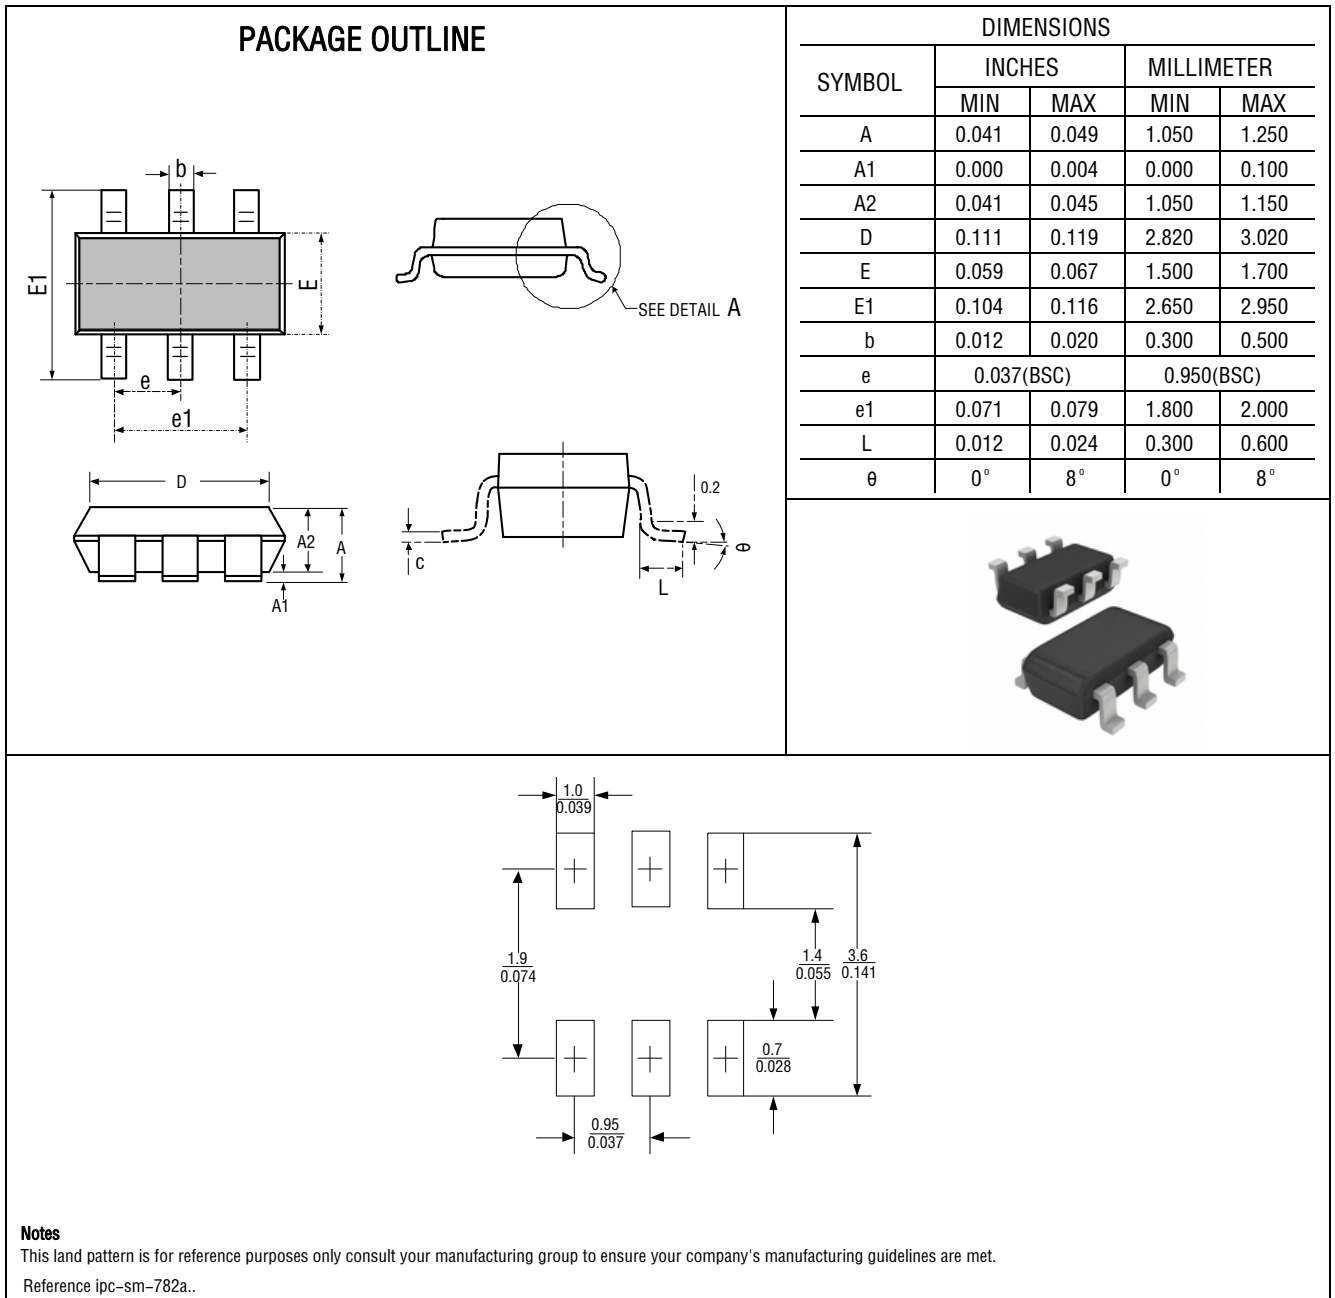 PACKAGE OUTLINE
b
E1
E
e
e1
SEE DETAIL A
D
A2
A
A1
c
L
0.2
θ
DIMENSIONS
SYMBOL INCHES MILLIMETER
MIN MAX MIN MAX
A 0.041 0.049 1.050 1.250
A1 0.000 0.004 0.000 0.100
A2 0.041 0.045 1.050 1.150
D 0.111 0.119 2.820 3.020
E 0.059 0.067 1.500 1.700
E1 0.104 0.116 2.650 2.950
b 0.012 0.020 0.300 0.500
e 0.037(BSC) 0.950(BSC)
e1 0.071 0.079 1.800 2.000
L 0.012 0.024 0.300 0.600
θ 0° 8° 0° 8°
1.0
0.039
1.9
0.074
1.4
0.055
3.6
0.141
0.7
0.028
0.95
0.037
Notes
This land pattern is for reference purposes only consult your manufacturing group to ensure your company's manufacturing guidelines are met.
Reference ipc-sm-782a..